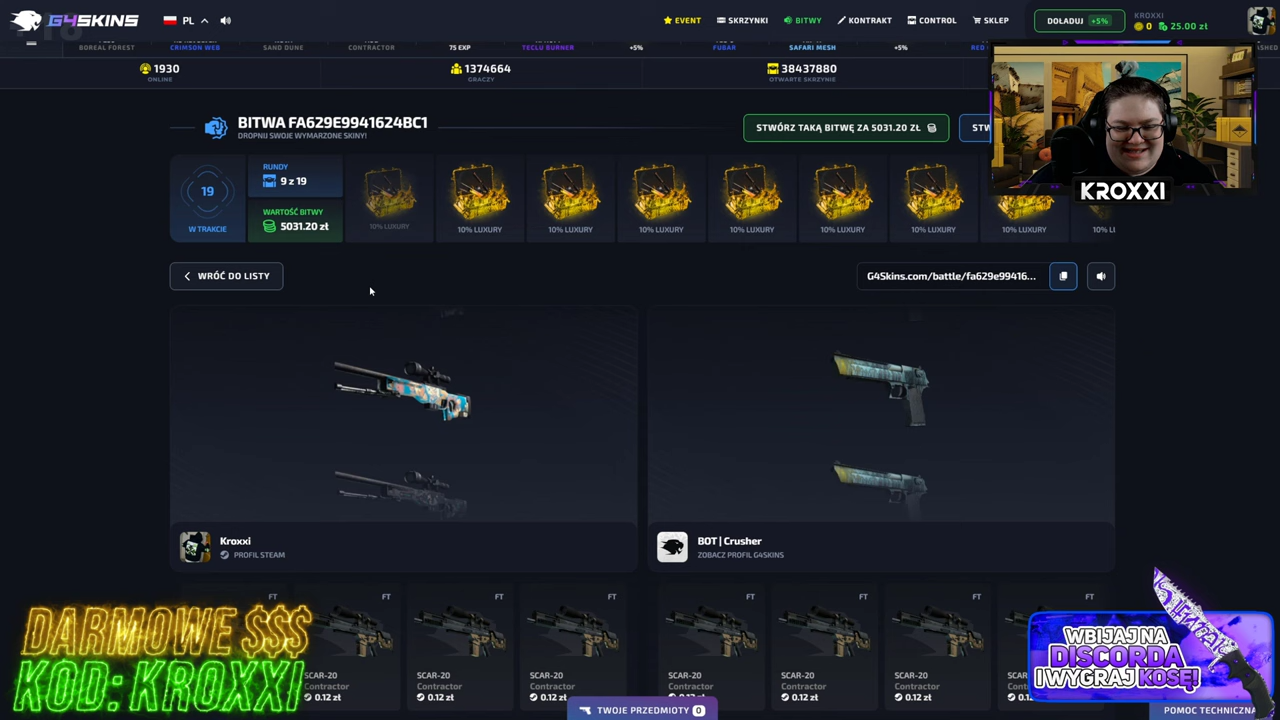 G4SKINS
PL
EVENT
SKRZYNKI
BITWY
KONTRAKT
CONTROL
SKLEP
DOŁADUJ +5%
KROXXI
0 25.00 zł
BOREAL FOREST
CRIMSON WEB
SAND DUNE
CONTRACTOR
75 EXP
TECLU BURNER
+5%
FUBAR
SAFARI MESH
+5%
1930
ONLINE
1374664
GRACZY
38437880
OTWARTE SKRZYNIE
BITWA FA629E9941624BC1
DROPNIJ SWOJE WYMARZONE SKINY!
STWÓRZ TAKĄ BITWĘ ZA 5031.20 ZŁ
STW
KROXXI
19
W TRAKCIE
RUNDY
9 z 19
WARTOŚĆ BITWY
5031.20 zł
10% LUXURY
10% LUXURY
10% LUXURY
10% LUXURY
10% LUXURY
10% LUXURY
10% LUXURY
10% LUXURY
10% LU
WRÓĆ DO LISTY
G4Skins.com/battle/fa629e99416...
Kroxxi
PROFIL STEAM
BOT | Crusher
ZOBACZ PROFIL G4SKINS
FT
FT
FT
FT
FT
FT
FT
FT
SCAR-20
Contractor
0.12 zł
SCAR-20
Contractor
0.12 zł
SCAR-20
Contractor
0.12 zł
SCAR-20
Contractor
0.12 zł
SCAR-20
Contractor
0.12 zł
SCAR-20
Contractor
0.12 zł
DARMOWE $$$
KOD: KROXXI
WBIJAJ NA
DISCORDA
I WYGRAJ KOSĘ!
TWOJE PRZEDMIOTY 0
POMOC TECHNICZNA